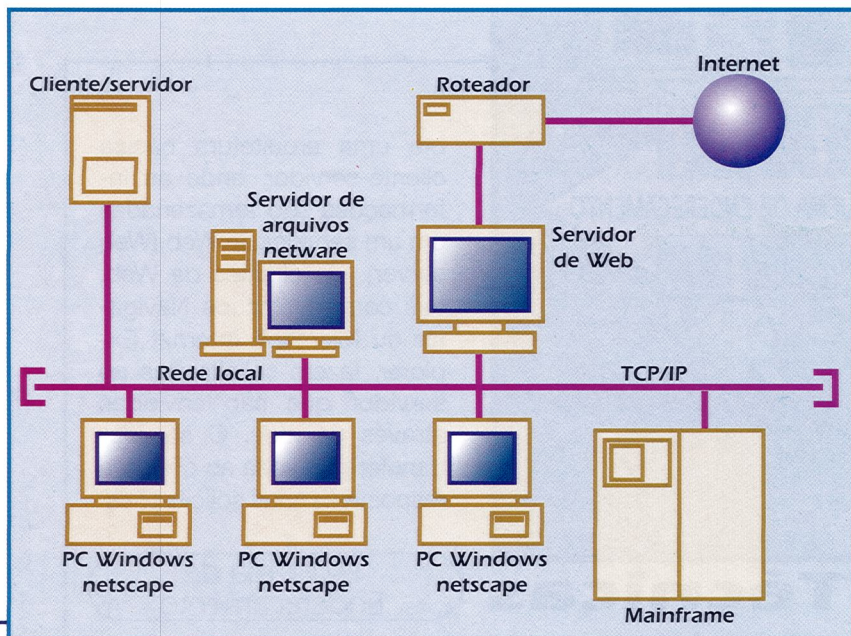 Internet
Cliente/servidor
Roteador
Servidor de
arquivos
netware
Servidor
de Web
Rede local
TCP/IP
PC Windows
netscape
PC Windows
netscape
PC Windows
netscape
Mainframe